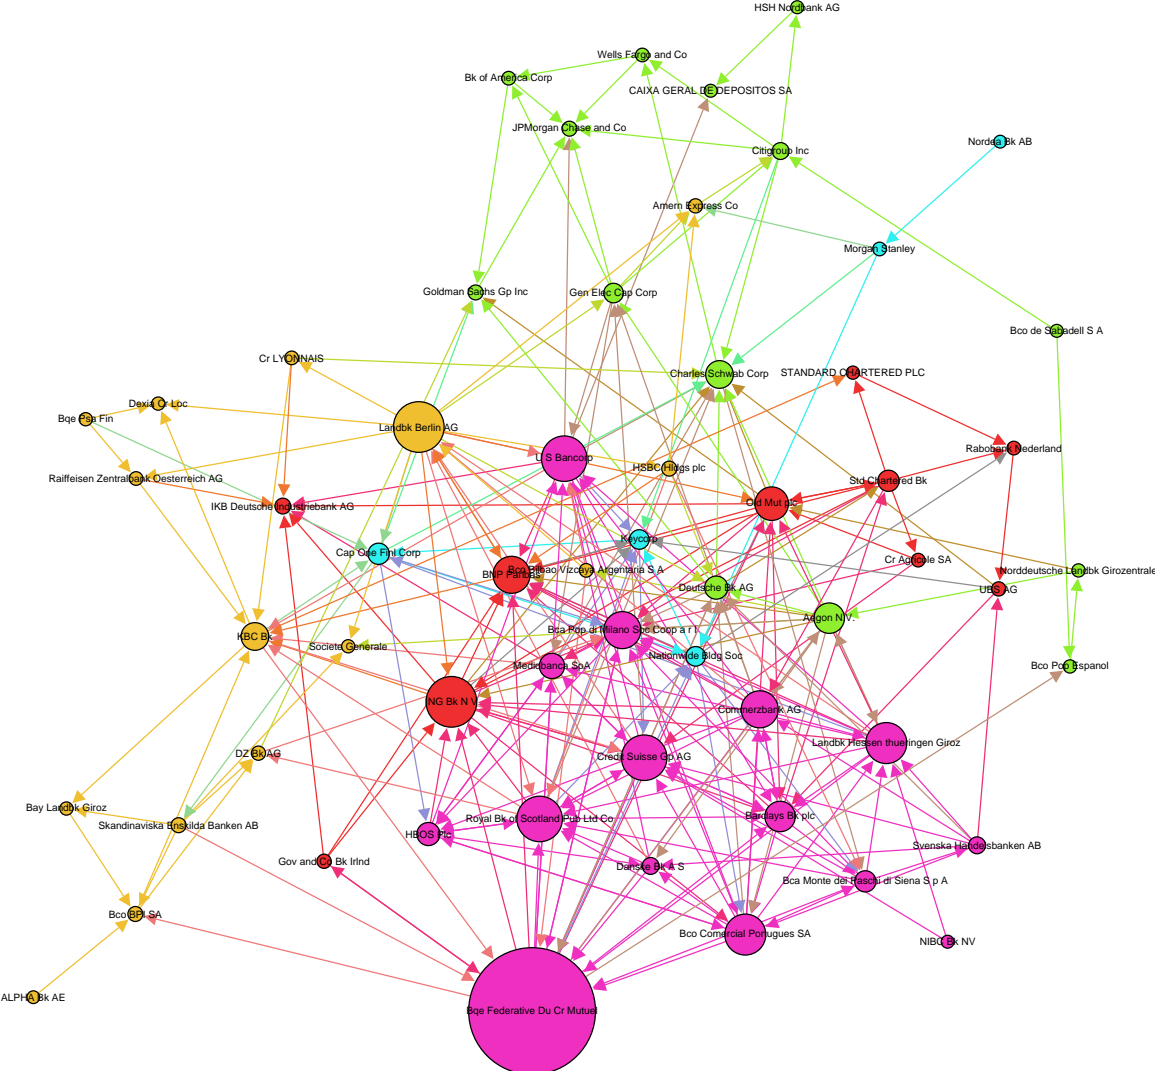 HSH Nordbank AG
Wells Fargo and Co
Bk of America Corp
CAIXA GERAL DE DEPOSITOS SA
JPMorgan Chase and Co
Nordea Bk AB
Citigroup Inc
Amern Express Co
Morgan Stanley
Goldman Sachs Gp Inc
Gen Elec Cap Corp
Bco de Sabadell S A
Cr LYONNAIS
Charles Schwab Corp
STANDARD CHARTERED PLC
Dexia Cr Loc
Bqe Psa Fin
Landbk Berlin AG
Rabobank Nederland
U S Bancorp
HSBC Hldgs plc
Raiffeisen Zentralbank Oesterreich AG
Std Chartered Bk
IKB Deutsche Industriebank AG
Old Mut plc
Keycorp
Cap One Finl Corp
Cr Agricole SA
Bco Bilbao Vizcaya Argentaria S A
Norddeutsche Landbk Girozentrale
BNP Paribas
Deutsche Bk AG
UBS AG
Aegon N.V.
Bca Pop di Milano Soc Coop a r l
KBC Bk
Societe Generale
Nationwide Bldg Soc
Mediobanca SpA
Bco Pop Espanol
NG Bk N V
Commerzbank AG
Landbk Hessen thueringen Giroz
DZ Bk AG
Credit Suisse Gp AG
Bay Landbk Giroz
Royal Bk of Scotland Pub Ltd Co
Barclays Bk plc
Skandinaviska Enskilda Banken AB
HBOS Plc
Svenska Handelsbanken AB
Gov and Co Bk Irlnd
Danske Bk A S
Bca Monte dei Paschi di Siena S p A
Bco BPI SA
Bco Comercial Portugues SA
NIBC Bk NV
ALPHA Bk AE
Bqe Federative Du Cr Mutuel